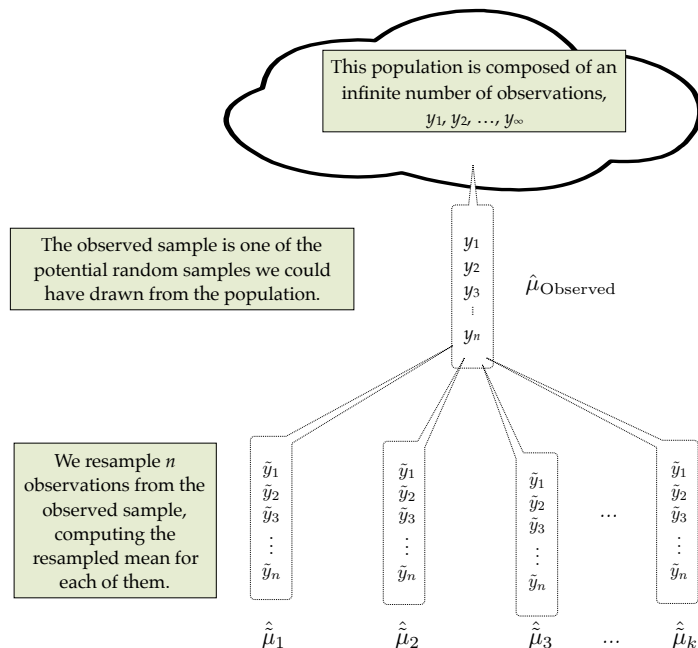 This population is composed of an
infinite number of observations,
y₁, y₂, …, y∞
The observed sample is one of the
potential random samples we could
have drawn from the population.
y₁
y₂
y₃
⋮
yₙ
μ̂Observed
We resample n
observations from the
observed sample,
computing the
resampled mean for
each of them.
ỹ₁
ỹ₂
ỹ₃
⋮
ỹₙ
ỹ₁
ỹ₂
ỹ₃
⋮
ỹₙ
ỹ₁
ỹ₂
ỹ₃
⋮
ỹₙ
...
ỹ₁
ỹ₂
ỹ₃
⋮
ỹₙ
μ̃̂₁ μ̃̂₂ μ̃̂₃ ... μ̃̂ₖ